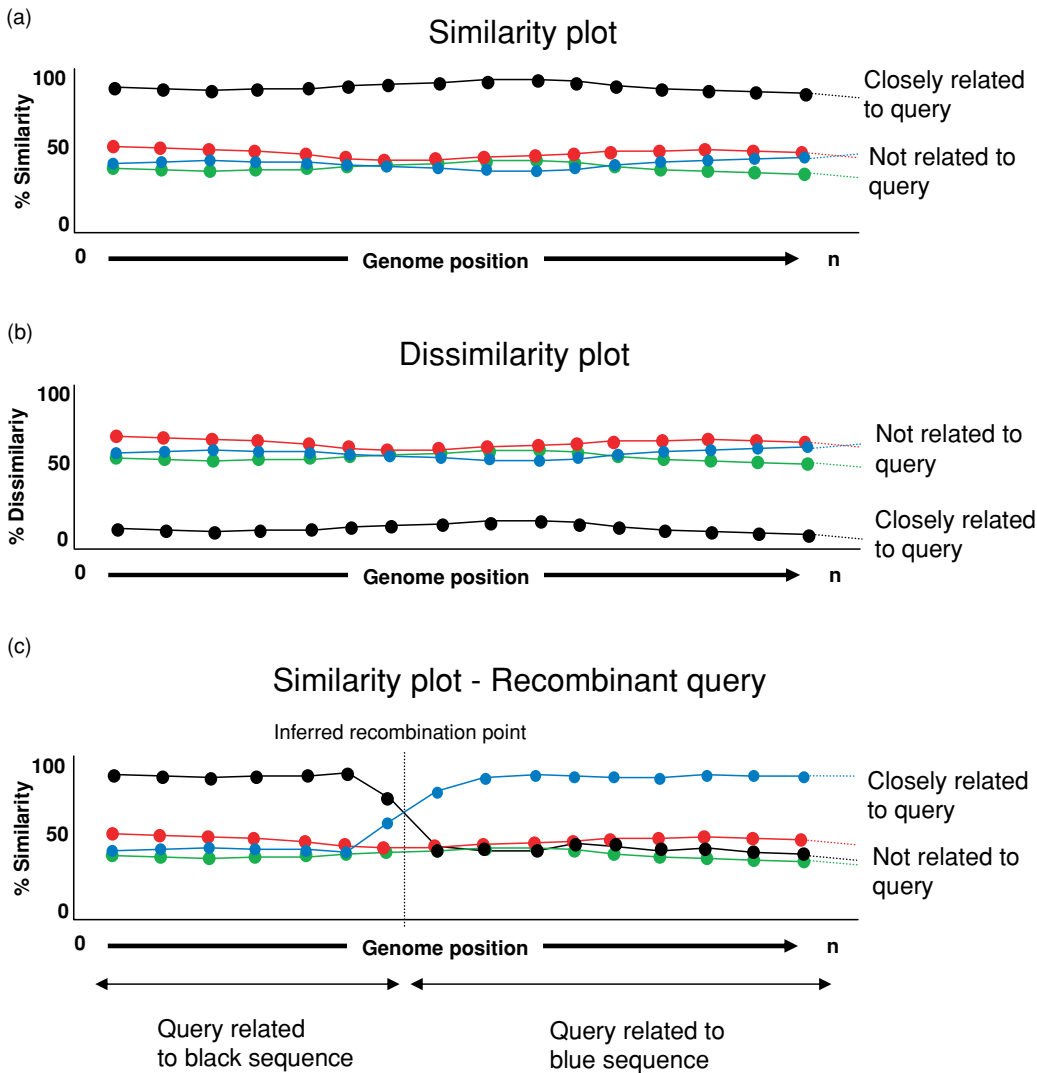 (a)
Similarity plot
100
50
0
% Similarity
Closely related
to query
Not related to
query
0
Genome position
n
(b)
Dissimilarity plot
100
50
0
% Dissimilariy
Not related to
query
Closely related
to query
0
Genome position
n
(c)
Similarity plot - Recombinant query
Inferred recombination point
100
50
0
% Similarity
Closely related
to query
Not related to
query
0
Genome position
n
Query related
to black sequence
Query related to
blue sequence